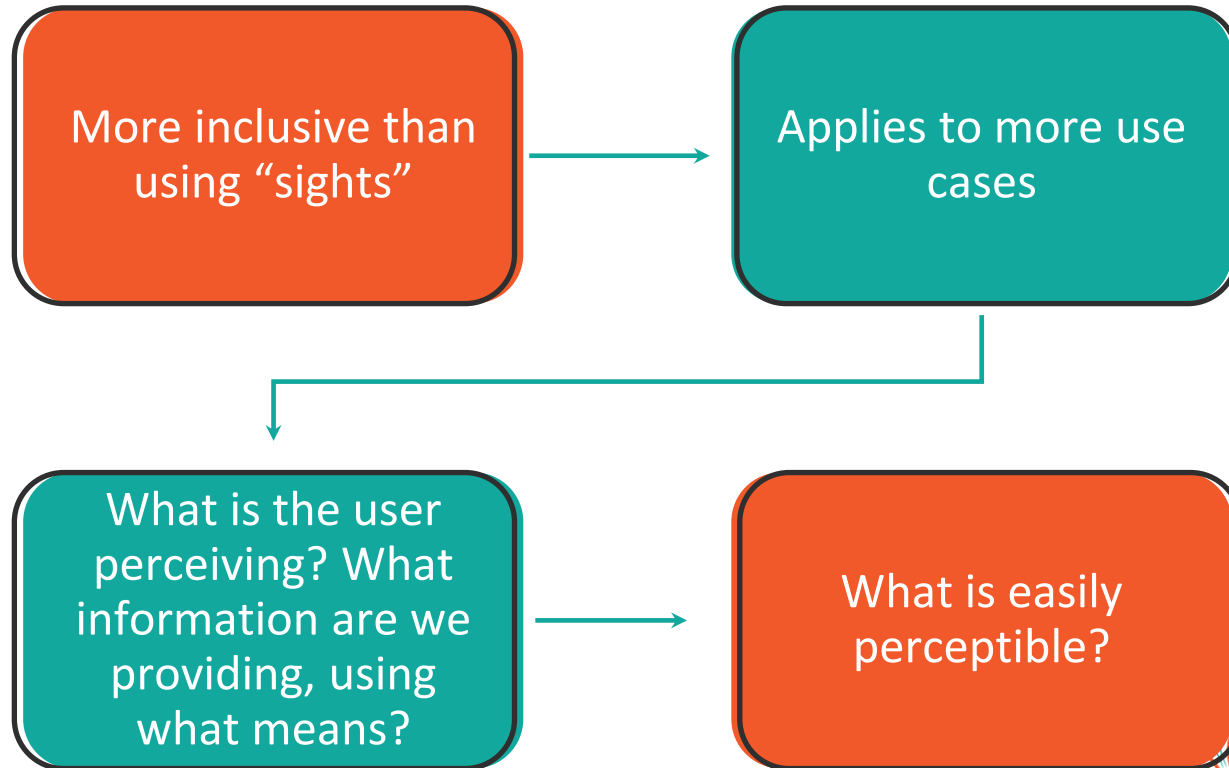 More inclusive than
using “sights”
Applies to more use
cases
What is the user
perceiving? What
information are we
providing, using
what means?
What is easily
perceptible?